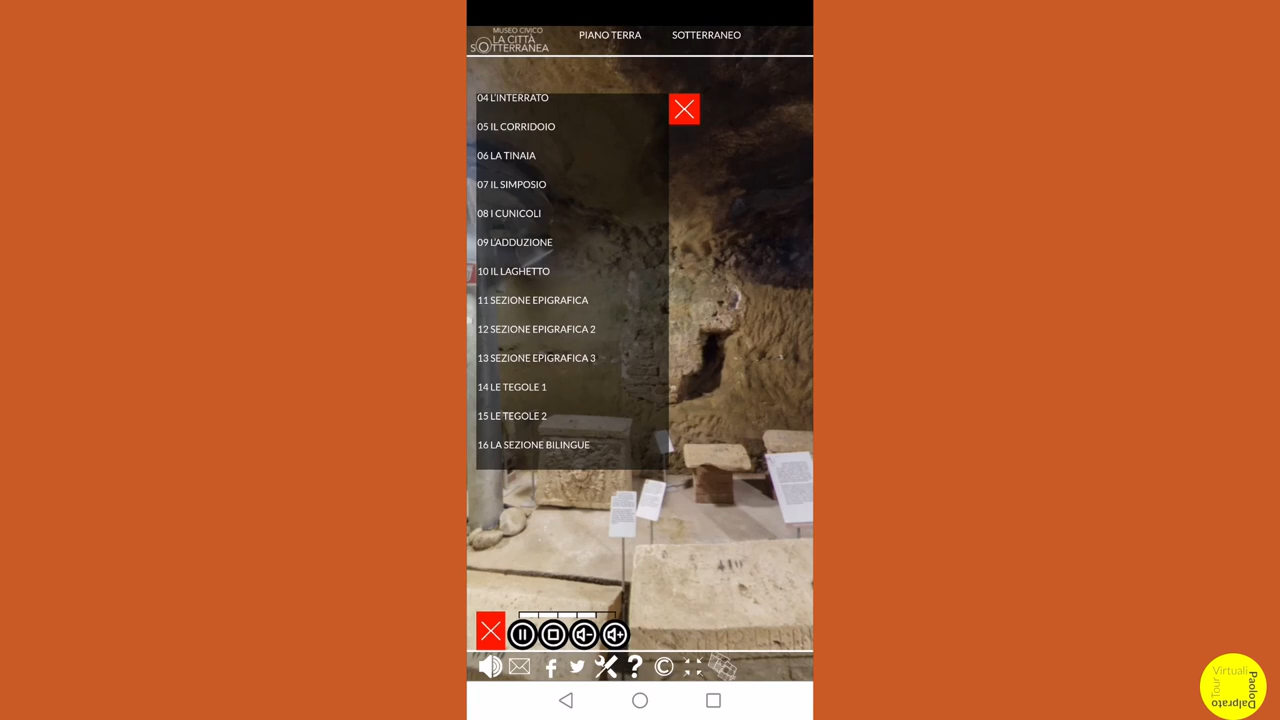 MUSEO CIVICO
LA CITTÀ
SOTTERRANEA
PIANO TERRA
SOTTERRANEO
04 L'INTERRATO
05 IL CORRIDOIO
06 LA TINAIA
07 IL SIMPOSIO
08 I CUNICOLI
09 L'ADDUZIONE
10 IL LAGHETTO
11 SEZIONE EPIGRAFICA
12 SEZIONE EPIGRAFICA 2
13 SEZIONE EPIGRAFICA 3
14 LE TEGOLE 1
15 LE TEGOLE 2
16 LA SEZIONE BILINGUE
Tour Virtuali
Paolo Dalprato